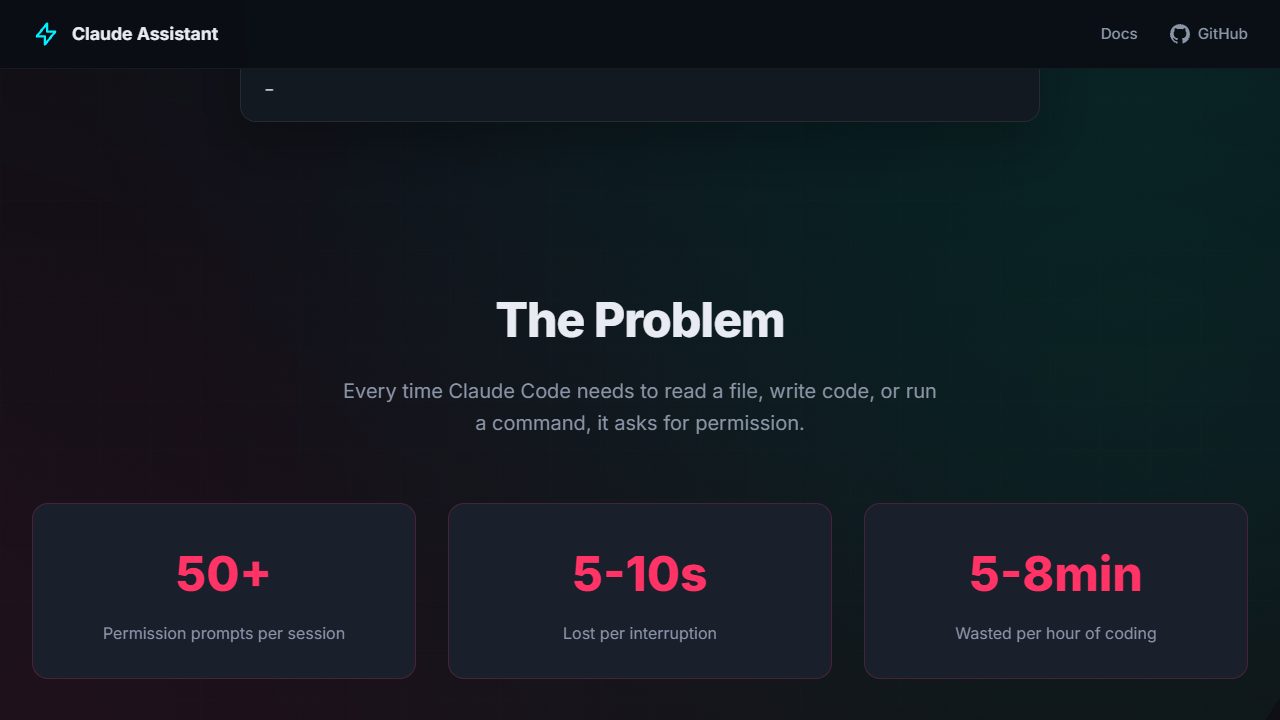 Claude Assistant
Docs
GitHub
_
The Problem
Every time Claude Code needs to read a file, write code, or run
a command, it asks for permission.
50+
Permission prompts per session
5-10s
Lost per interruption
5-8min
Wasted per hour of coding